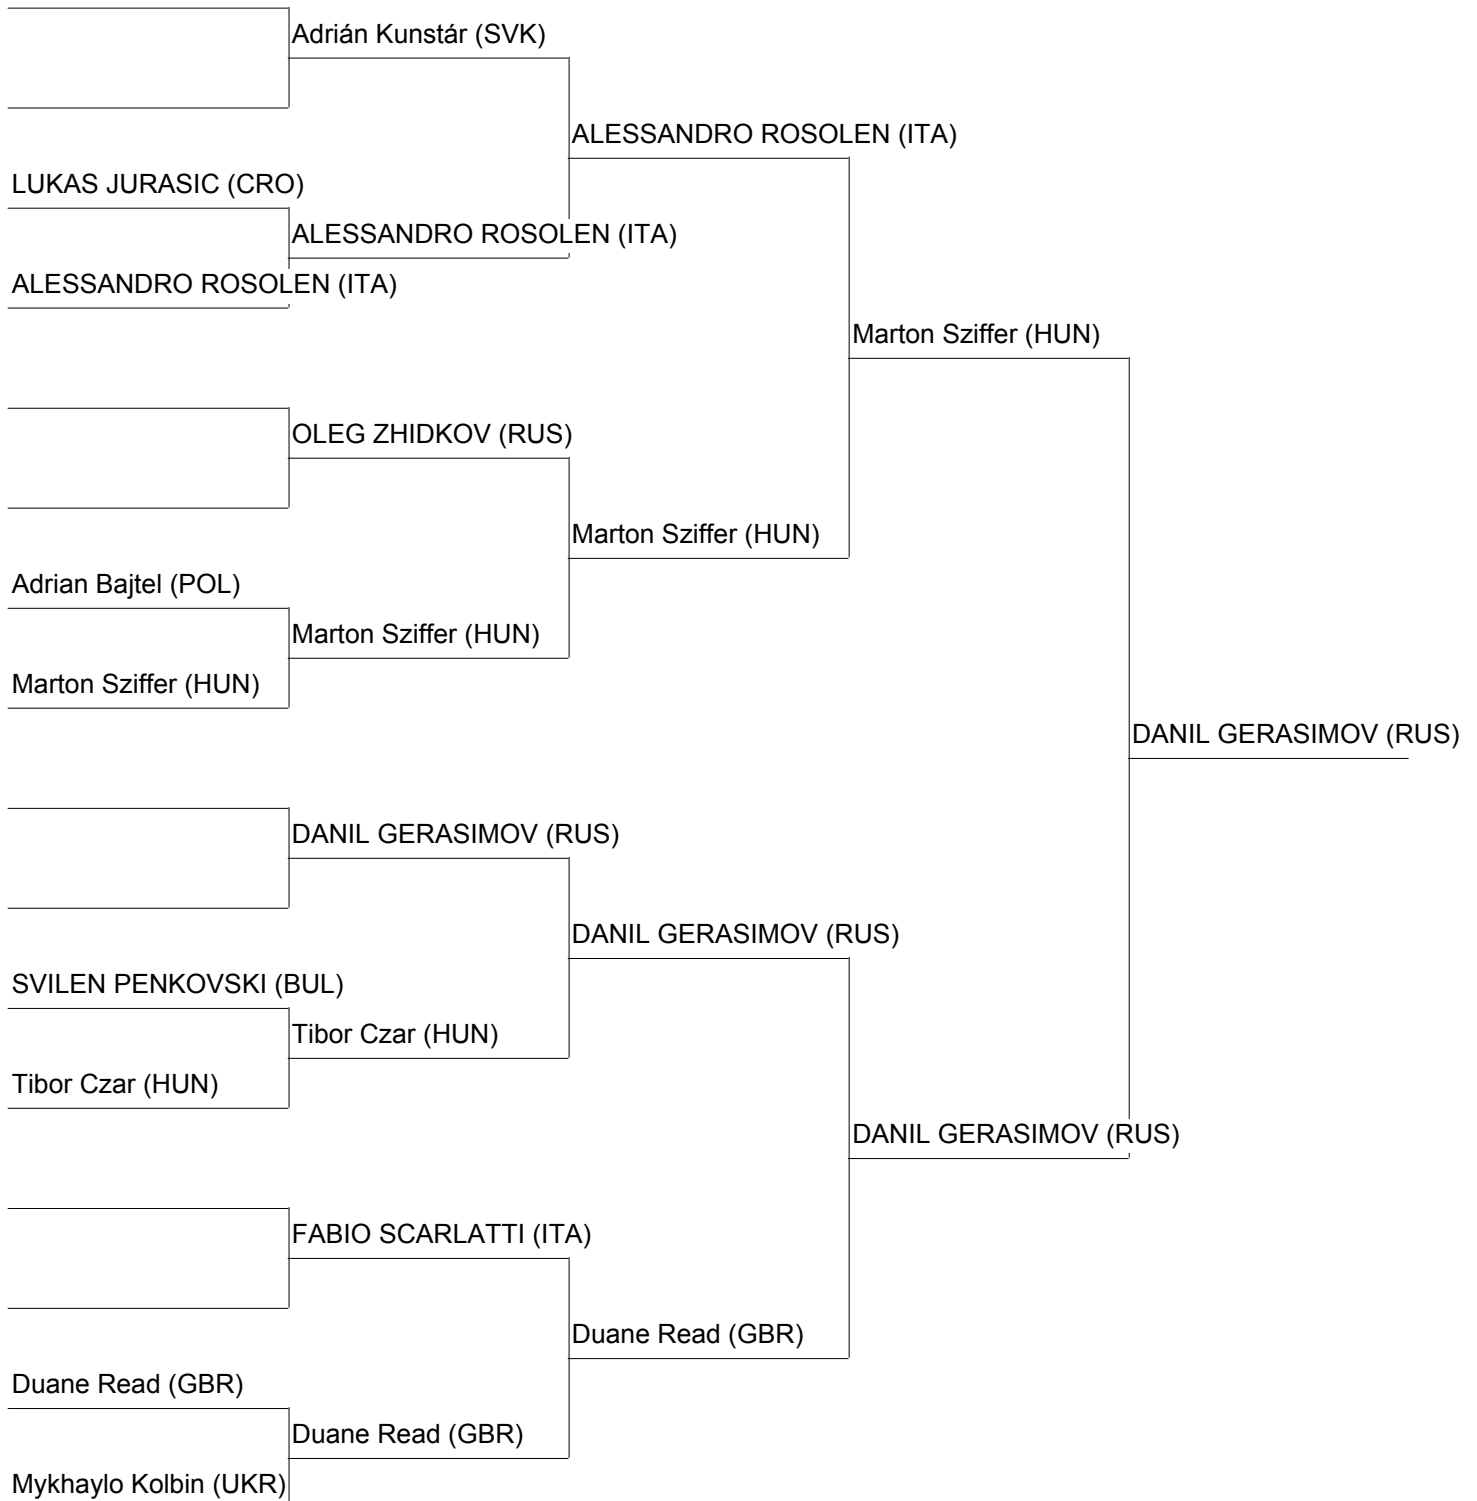 Adrián Kunstár (SVK)
ALESSANDRO ROSOLEN (ITA)
LUKAS JURASIC (CRO)
ALESSANDRO ROSOLEN (ITA)
ALESSANDRO ROSOLEN (ITA)
Marton Sziffer (HUN)
OLEG ZHIDKOV (RUS)
Marton Sziffer (HUN)
Adrian Bajtel (POL)
Marton Sziffer (HUN)
Marton Sziffer (HUN)
DANIL GERASIMOV (RUS)
DANIL GERASIMOV (RUS)
DANIL GERASIMOV (RUS)
SVILEN PENKOVSKI (BUL)
Tibor Czar (HUN)
Tibor Czar (HUN)
DANIL GERASIMOV (RUS)
FABIO SCARLATTI (ITA)
Duane Read (GBR)
Duane Read (GBR)
Duane Read (GBR)
Mykhaylo Kolbin (UKR)